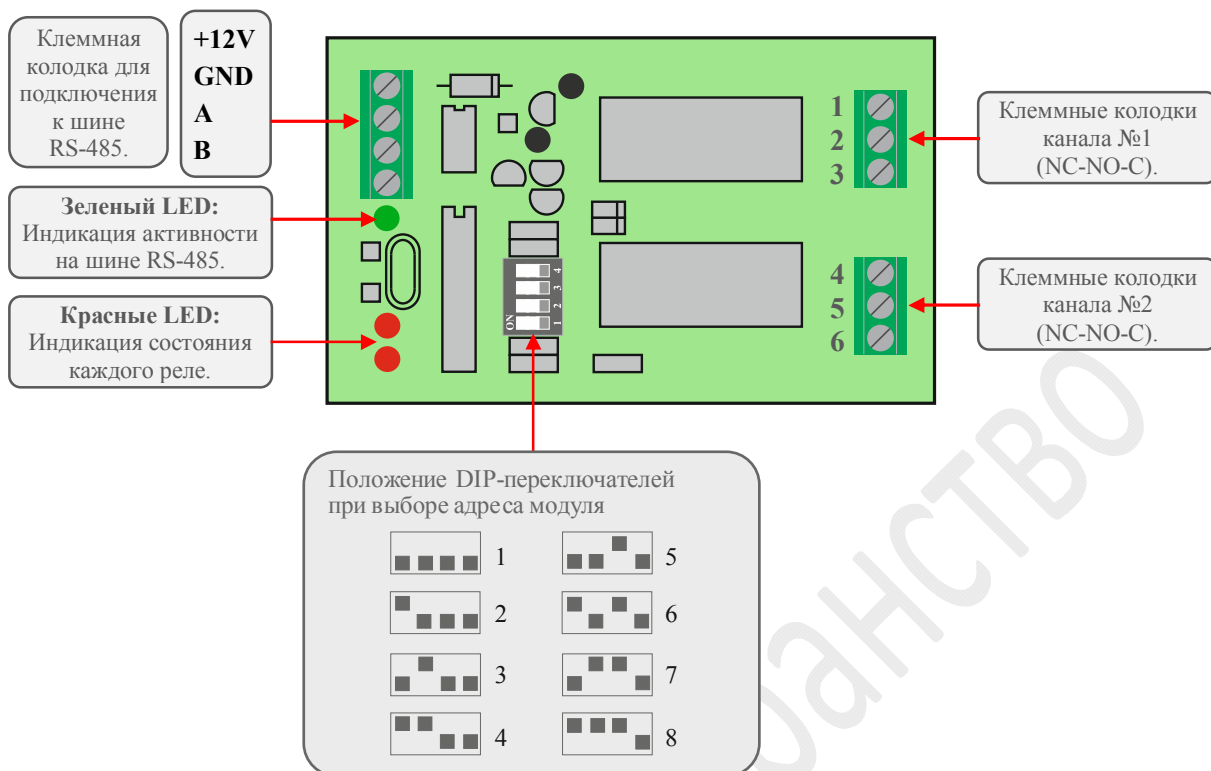 Клеммная
колодка для
подключения
к шине
RS-485.
+12V
GND
A
B
Зеленый LED:
Индикация активности
на шине RS-485.
Красные LED:
Индикация состояния
каждого реле.
1
2
3
4
5
6
ON
1
2
3
4
Клеммные колодки
канала №1
(NC-NO-C).
Клеммные колодки
канала №2
(NC-NO-C).
Положение DIP-переключателей
при выборе адреса модуля
1
2
3
4
5
6
7
8
ранство